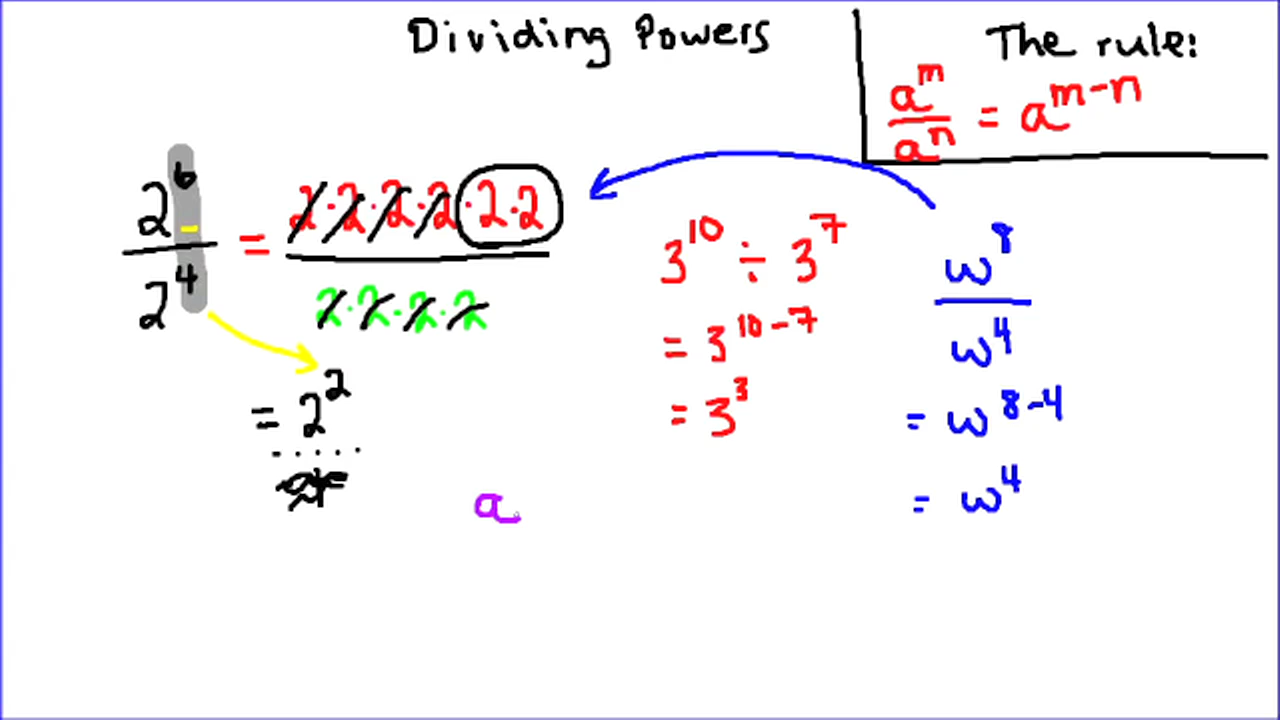 Dividing Powers
The rule:
a^m / a^n = a^(m-n)
2^6 / 2^4 = 2·2·2·2·2·2 / 2·2·2·2
= 2^2
3^10 ÷ 3^7
= 3^(10-7)
= 3^3
w^8 / w^4
= w^(8-4)
= w^4
a